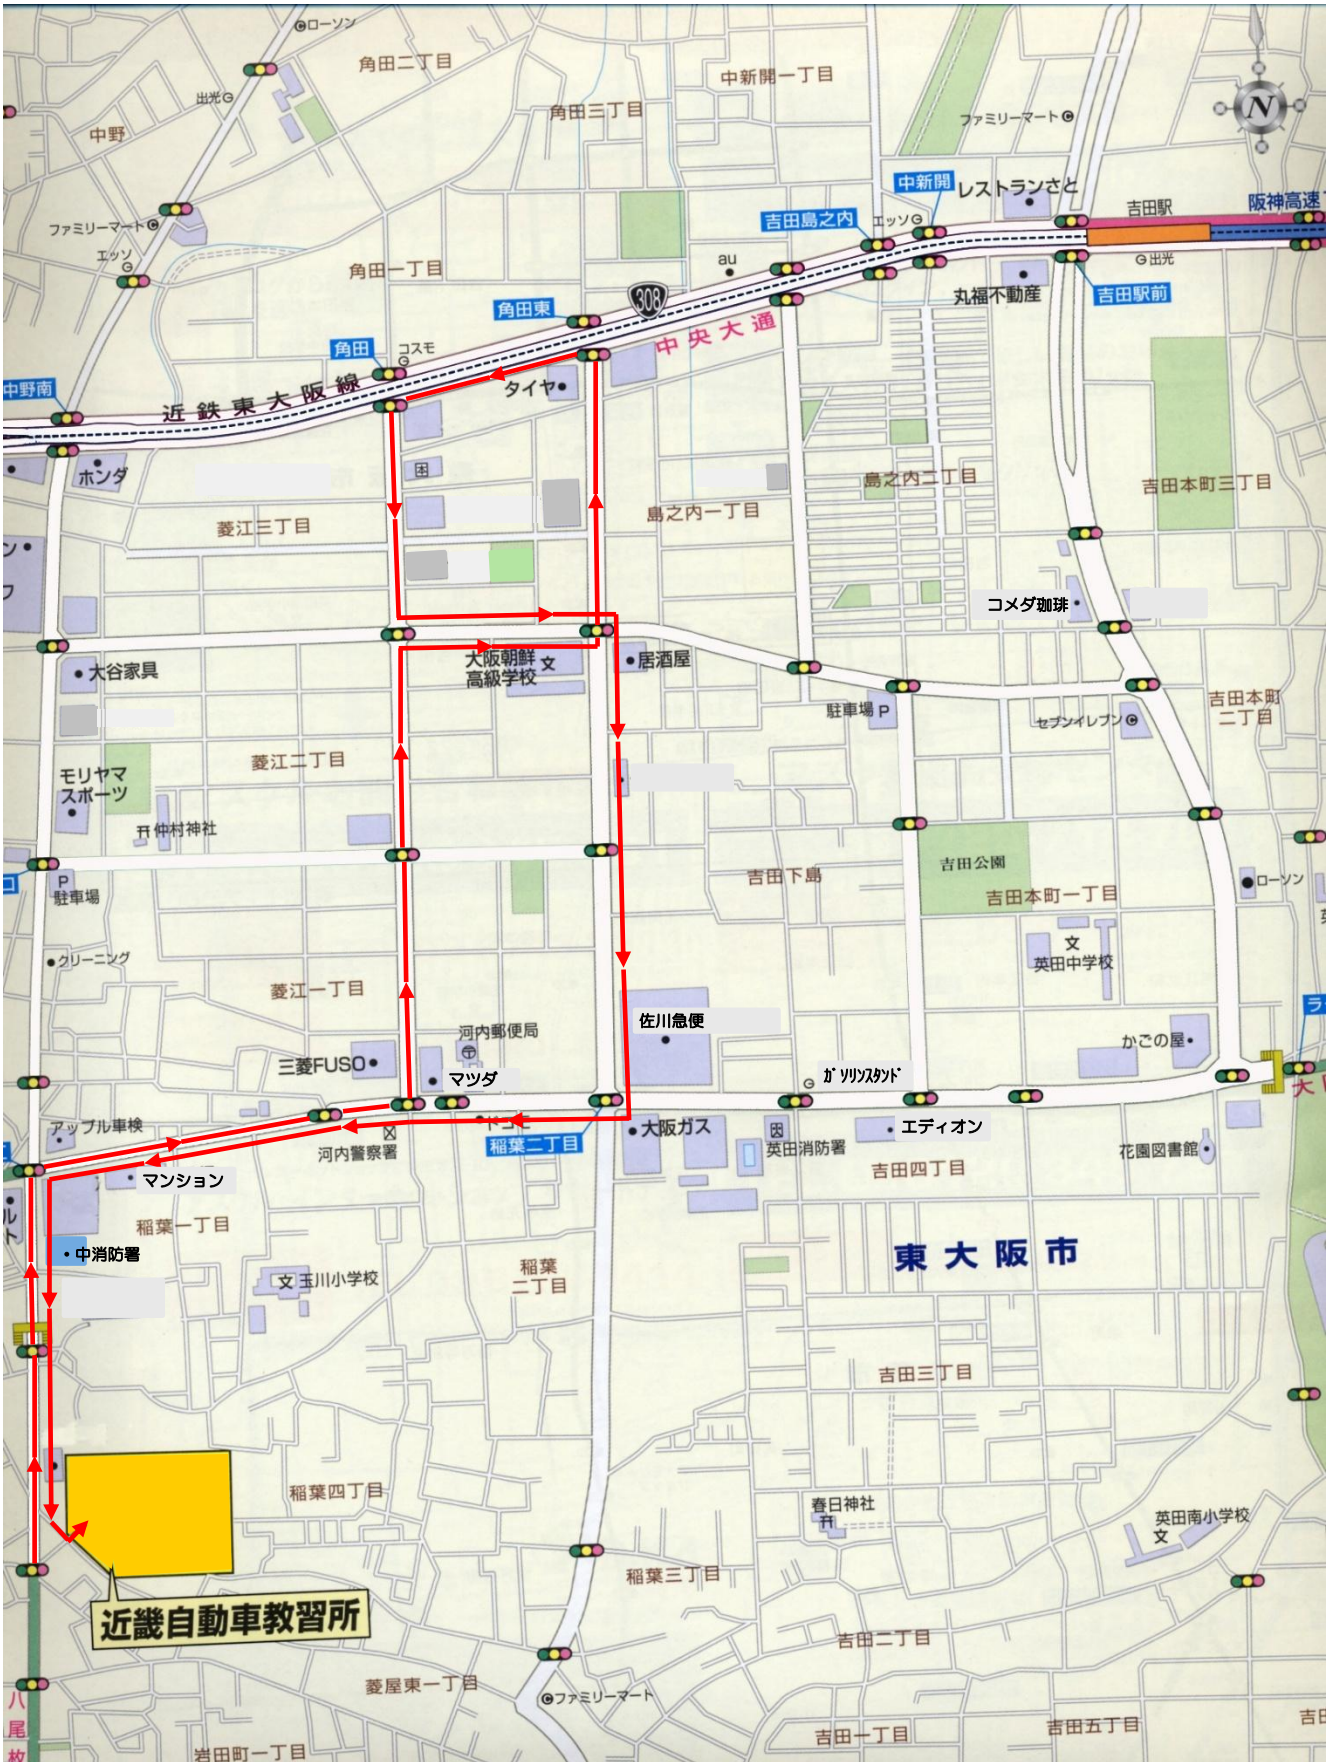 ローソン
角田二丁目
中新開一丁目
出光
角田三丁目
ファミリーマート
N
中野
中新開
レストランさと
吉田駅
阪神高速
ファミリーマート
吉田島之内
エッソ
エッソ
角田一丁目
au
出光
丸福不動産
吉田駅前
308
角田東
中央大通
角田
コスモ
中野南
近鉄東大阪線
タイヤ
ホンダ
菱江三丁目
島之内一丁目
島之内二丁目
吉田本町三丁目
ン
フ
コメダ珈琲
大谷家具
大阪朝鮮
高級学校
文
居酒屋
駐車場 P
セブンイレブン
吉田本町
二丁目
菱江二丁目
モリヤマ
スポーツ
仲村神社
P
駐車場
吉田下島
吉田公園
吉田本町一丁目
ローソン
クリーニング
文
英田中学校
菱江一丁目
河内郵便局
佐川急便
ラ
かごの屋
三菱FUSO
マツダ
ガソリンスタンド
大
アップル車検
ドコモ
稲葉二丁目
大阪ガス
英田消防署
エディオン
花園図書館
河内警察署
吉田四丁目
マンション
ルト
稲葉一丁目
中消防署
東大阪市
稲葉
二丁目
文 玉川小学校
吉田三丁目
稲葉四丁目
春日神社
英田南小学校
文
稲葉三丁目
近畿自動車教習所
吉田二丁目
菱屋東一丁目
ファミリーマート
八尾枚
吉田一丁目
吉田五丁目
吉
岩田町一丁目